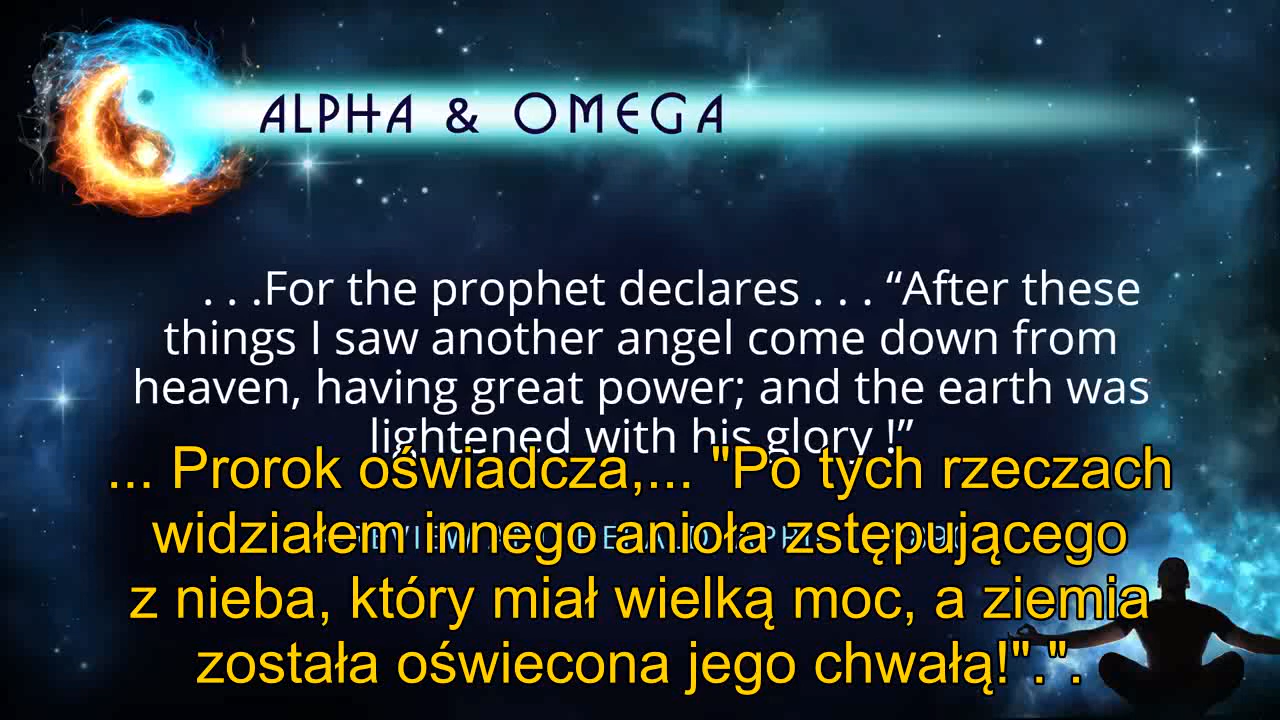 ALPHA & OMEGA
. . .For the prophet declares . . . “After these
things I saw another angel come down from
heaven, having great power; and the earth was
lightened with his glory !”
... Prorok oświadcza,... "Po tych rzeczach
widziałem innego anioła zstępującego
z nieba, który miał wielką moc, a ziemia
została oświecona jego chwałą!".".